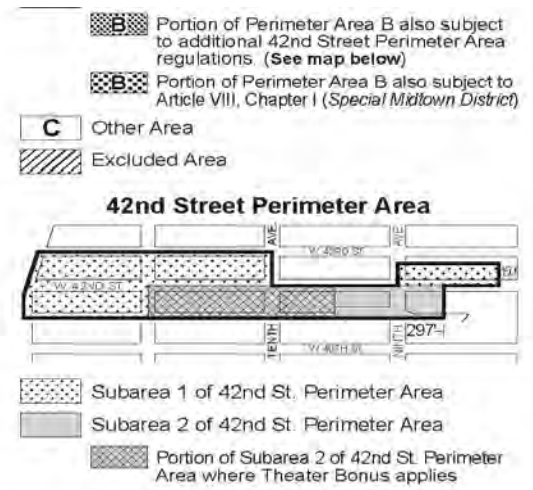 B Portion of Perimeter Area B also subject
to additional 42nd Street Perimeter Area
regulations. (See map below)
B Portion of Perimeter Area B also subject to
Article VIII, Chapter I (Special Midtown District)
C Other Area
Excluded Area
42nd Street Perimeter Area
AVE
AVE
W 43RD ST.
W 42ND ST.
297'
TENTH
W 40TH ST.
NINTH
Subarea 1 of 42nd St. Perimeter Area
Subarea 2 of 42nd St. Perimeter Area
Portion of Subarea 2 of 42nd St. Perimeter
Area where Theater Bonus applies